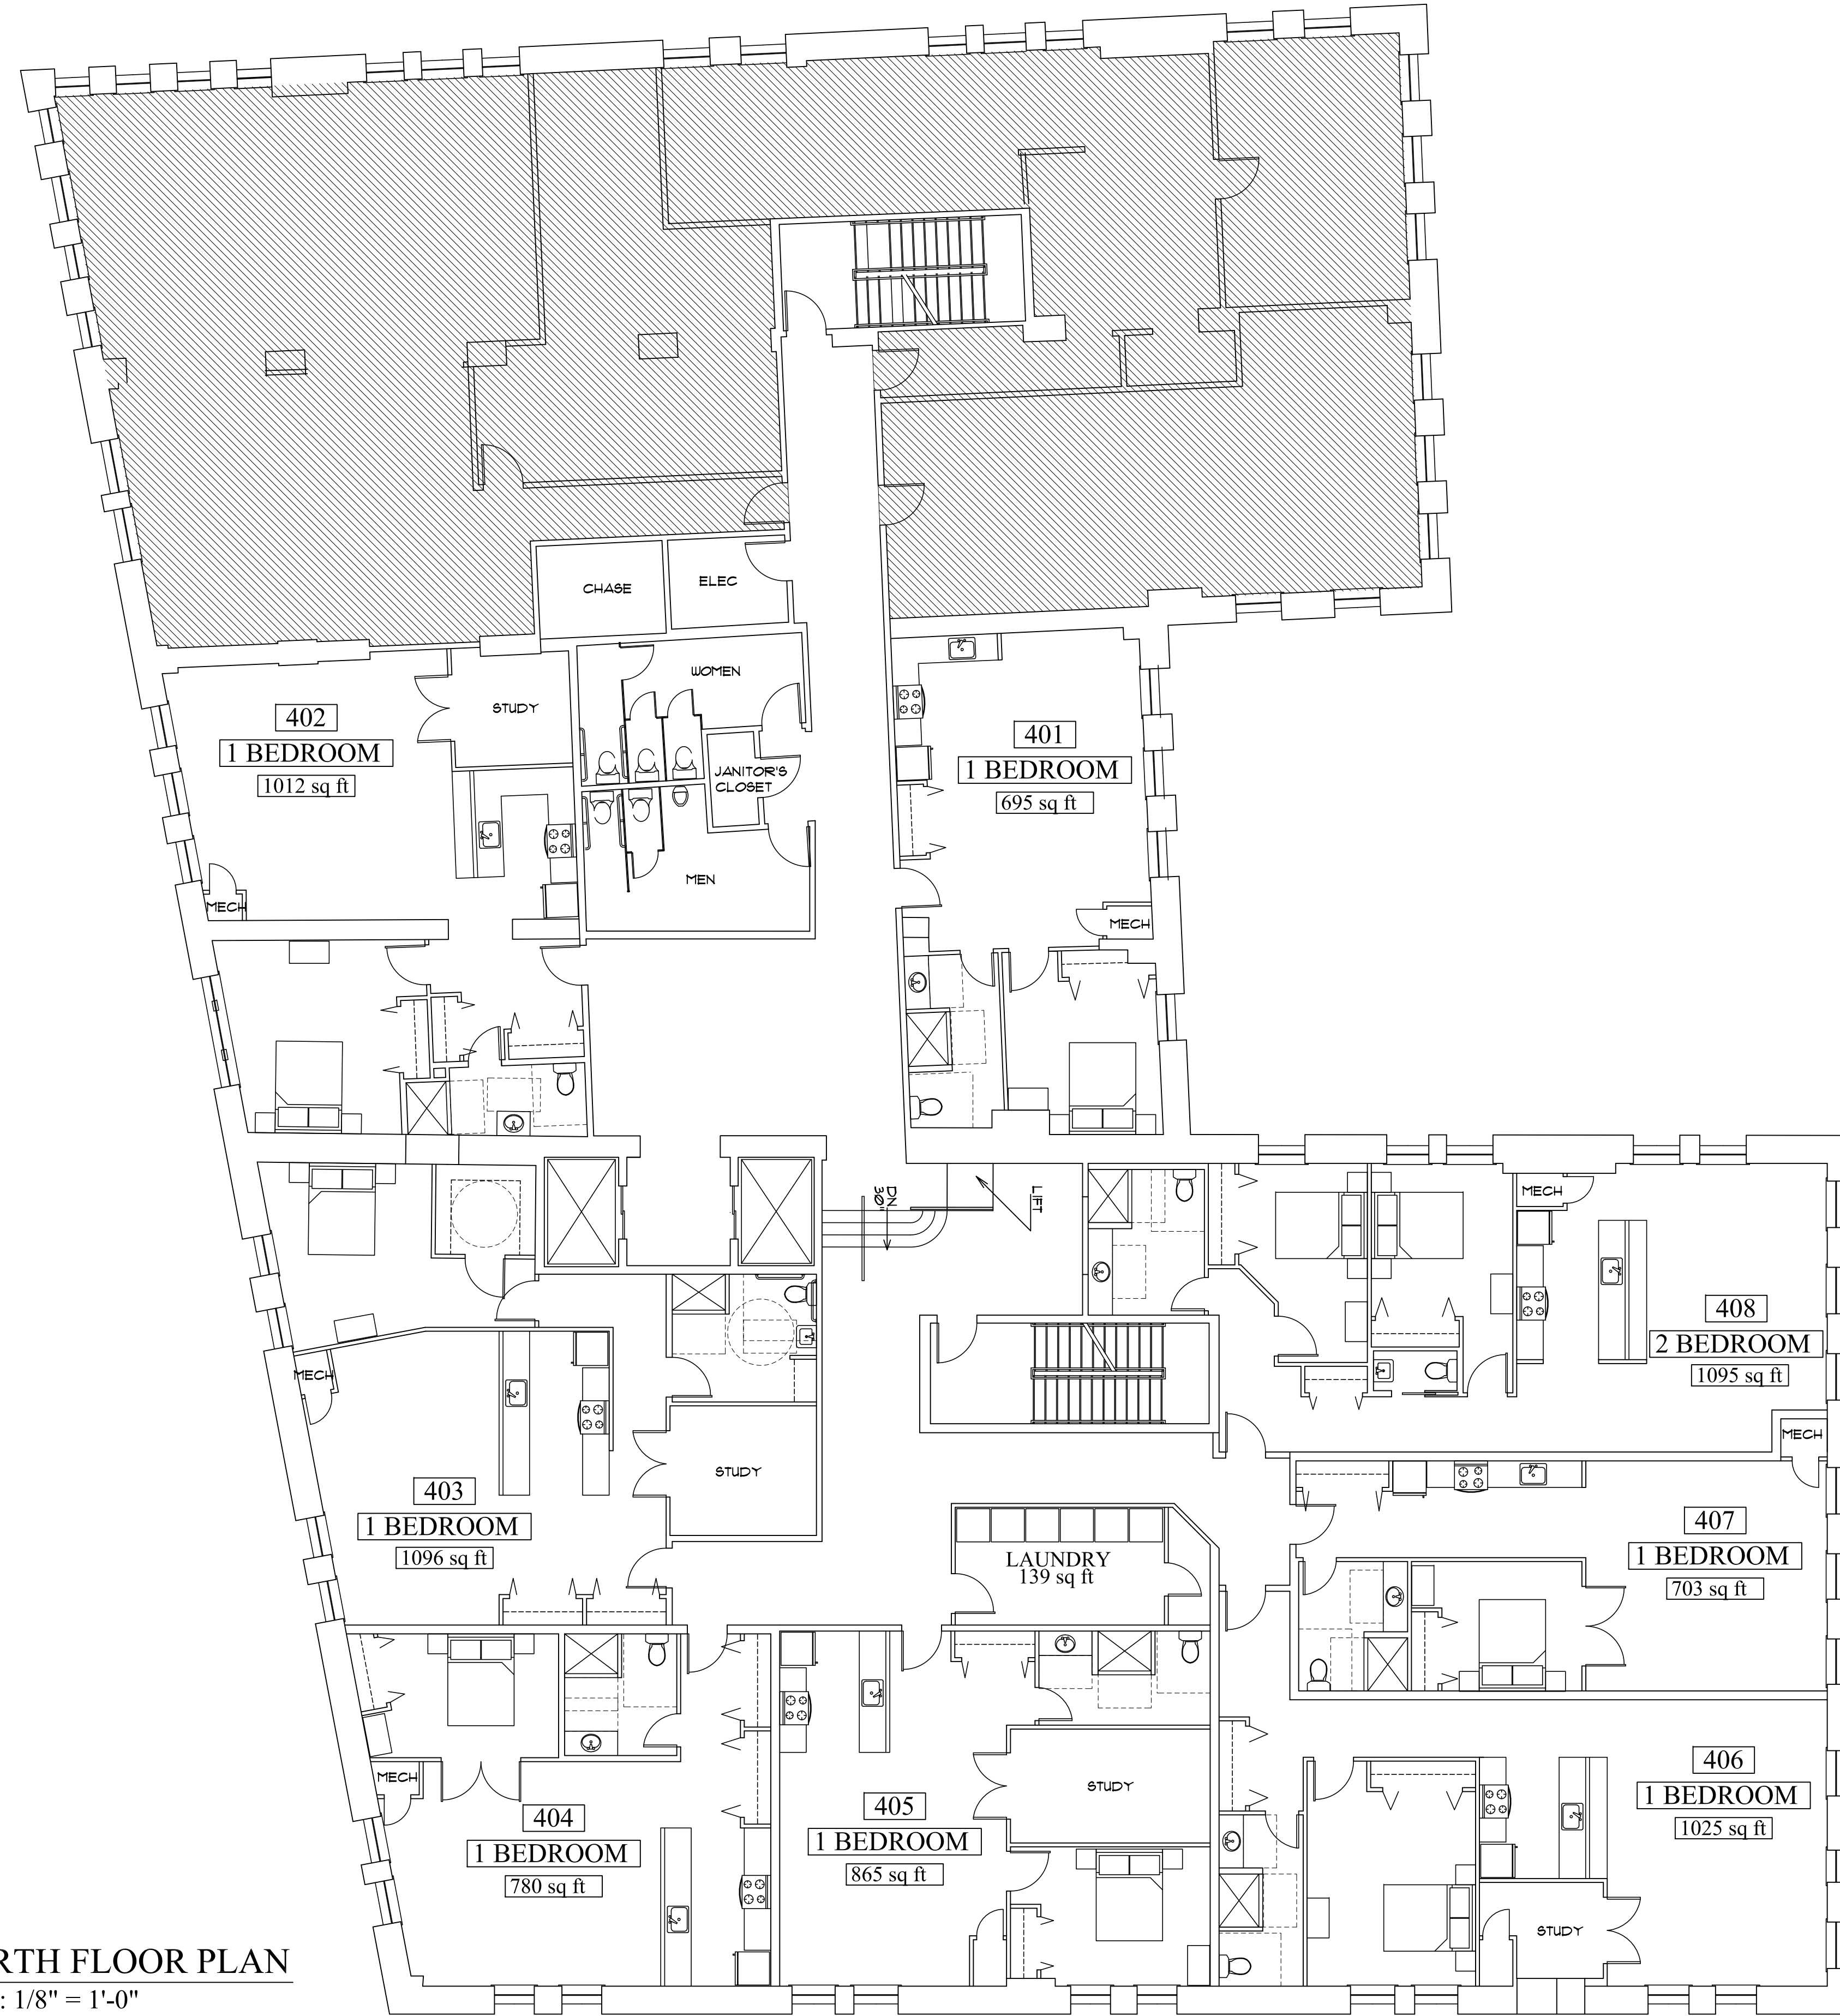 CHASE
ELEC
WOMEN
402
1 BEDROOM
1012 sq ft
STUDY
JANITOR'S
CLOSET
401
1 BEDROOM
695 sq ft
MEN
MECH
MECH
DN
30"
LIFT
MECH
408
2 BEDROOM
1095 sq ft
MECH
MECH
403
1 BEDROOM
1096 sq ft
STUDY
LAUNDRY
139 sq ft
407
1 BEDROOM
703 sq ft
MECH
404
1 BEDROOM
780 sq ft
405
1 BEDROOM
865 sq ft
STUDY
406
1 BEDROOM
1025 sq ft
STUDY
RTH FLOOR PLAN
: 1/8" = 1'-0"